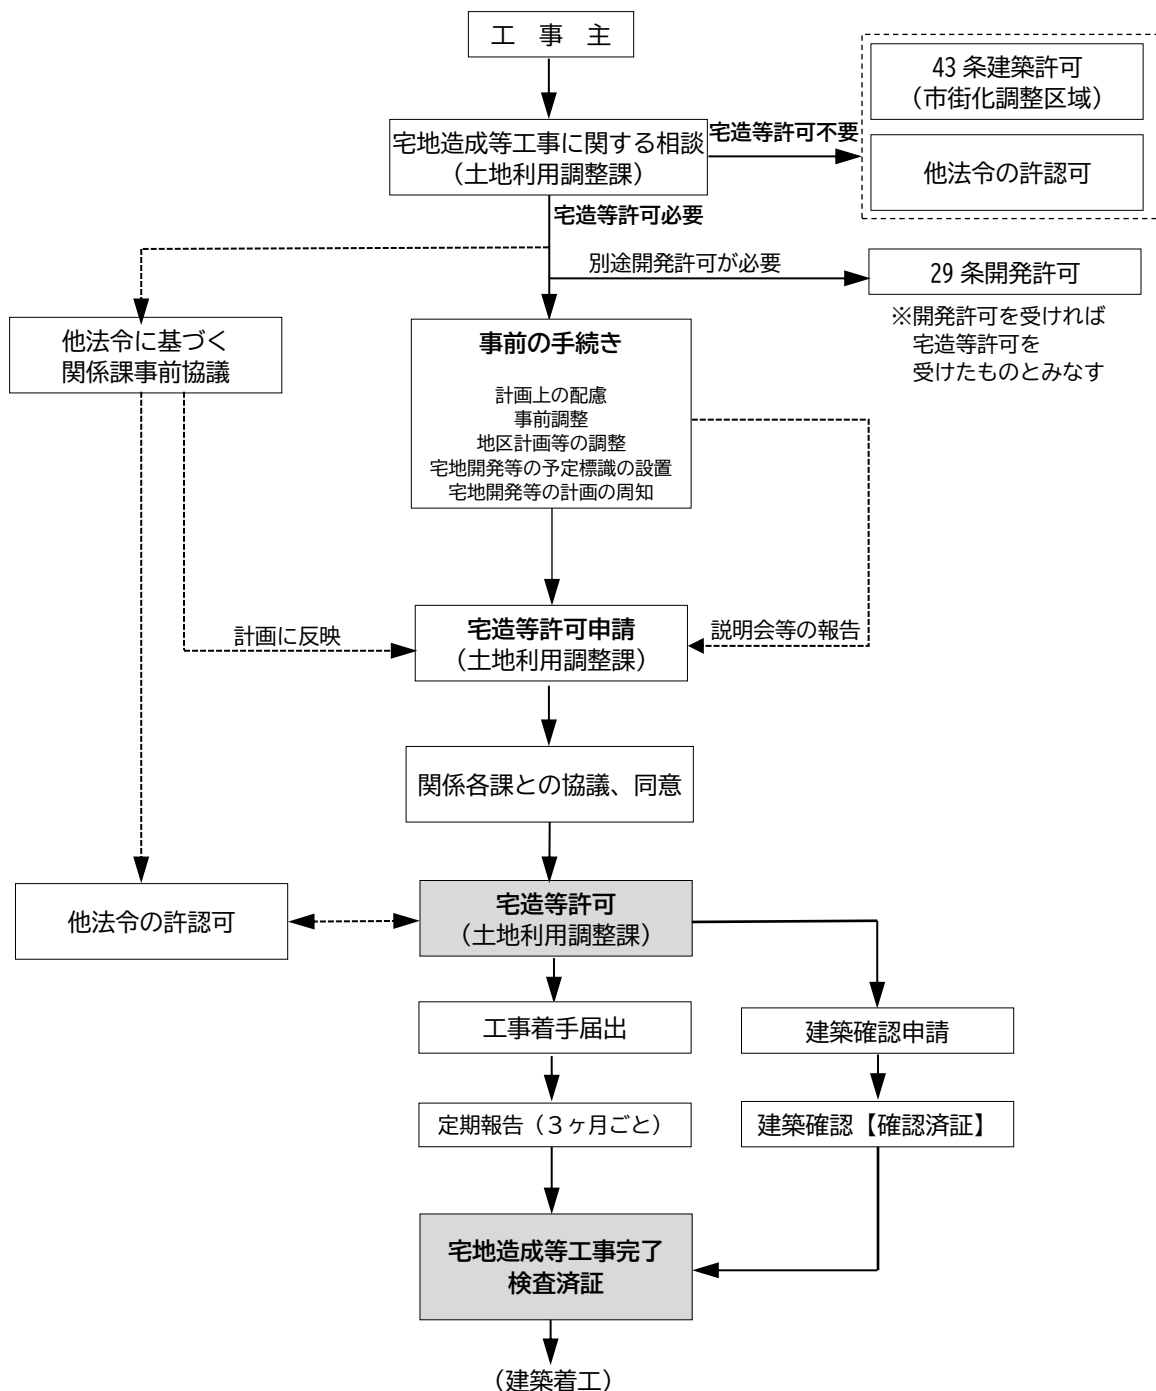 工 事 主
43 条建築許可
（市街化調整区域）
宅造等許可不要
宅地造成等工事に関する相談
（土地利用調整課）
他法令の許認可
宅造等許可必要
別途開発許可が必要
29 条開発許可
※開発許可を受ければ
宅造等許可を
受けたものとみなす
他法令に基づく
関係課事前協議
事前の手続き
計画上の配慮
事前調整
地区計画等の調整
宅地開発等の予定標識の設置
宅地開発等の計画の周知
計画に反映
宅造等許可申請
（土地利用調整課）
説明会等の報告
関係各課との協議、同意
他法令の許認可
宅造等許可
（土地利用調整課）
工事着手届出
建築確認申請
定期報告（３ヶ月ごと）
建築確認【確認済証】
宅地造成等工事完了
検査済証
（建築着工）